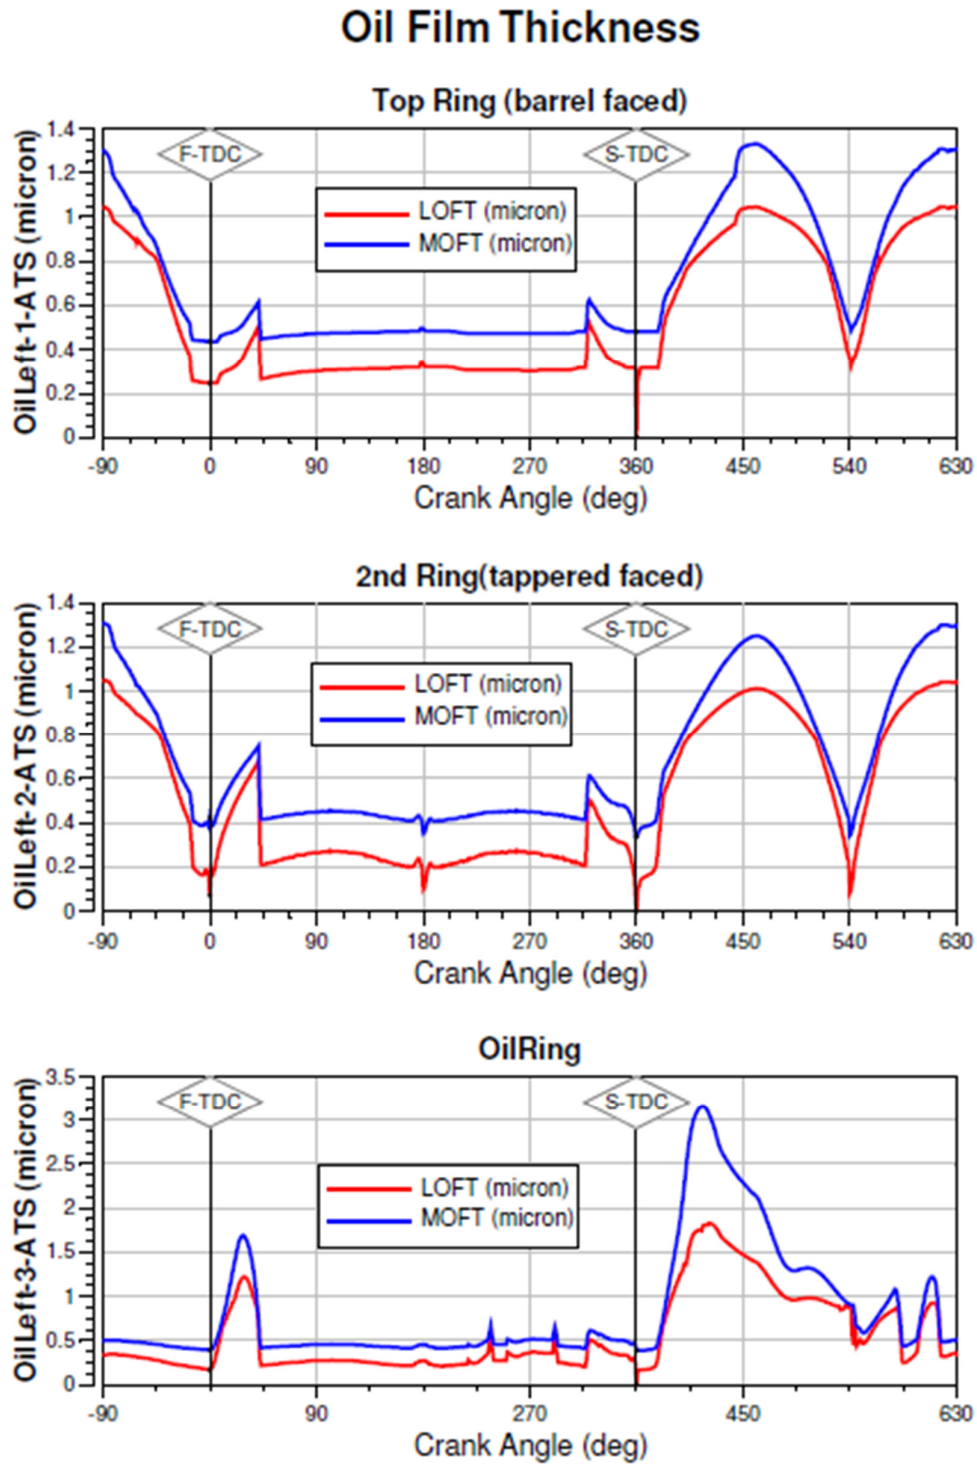 Oil Film Thickness
Top Ring (barrel faced)
OilLeft-1-ATS (micron)
1.4
1.2
1
0.8
0.6
0.4
0.2
0
F-TDC
S-TDC
LOFT (micron)
MOFT (micron)
-90 0 90 180 270 360 450 540 630
Crank Angle (deg)
2nd Ring(tappered faced)
OilLeft-2-ATS (micron)
1.4
1.2
1
0.8
0.6
0.4
0.2
0
F-TDC
S-TDC
LOFT (micron)
MOFT (micron)
-90 0 90 180 270 360 450 540 630
Crank Angle (deg)
OilRing
OilLeft-3-ATS (micron)
3.5
3
2.5
2
1.5
1
0.5
0
F-TDC
S-TDC
LOFT (micron)
MOFT (micron)
-90 90 270 450 630
Crank Angle (deg)